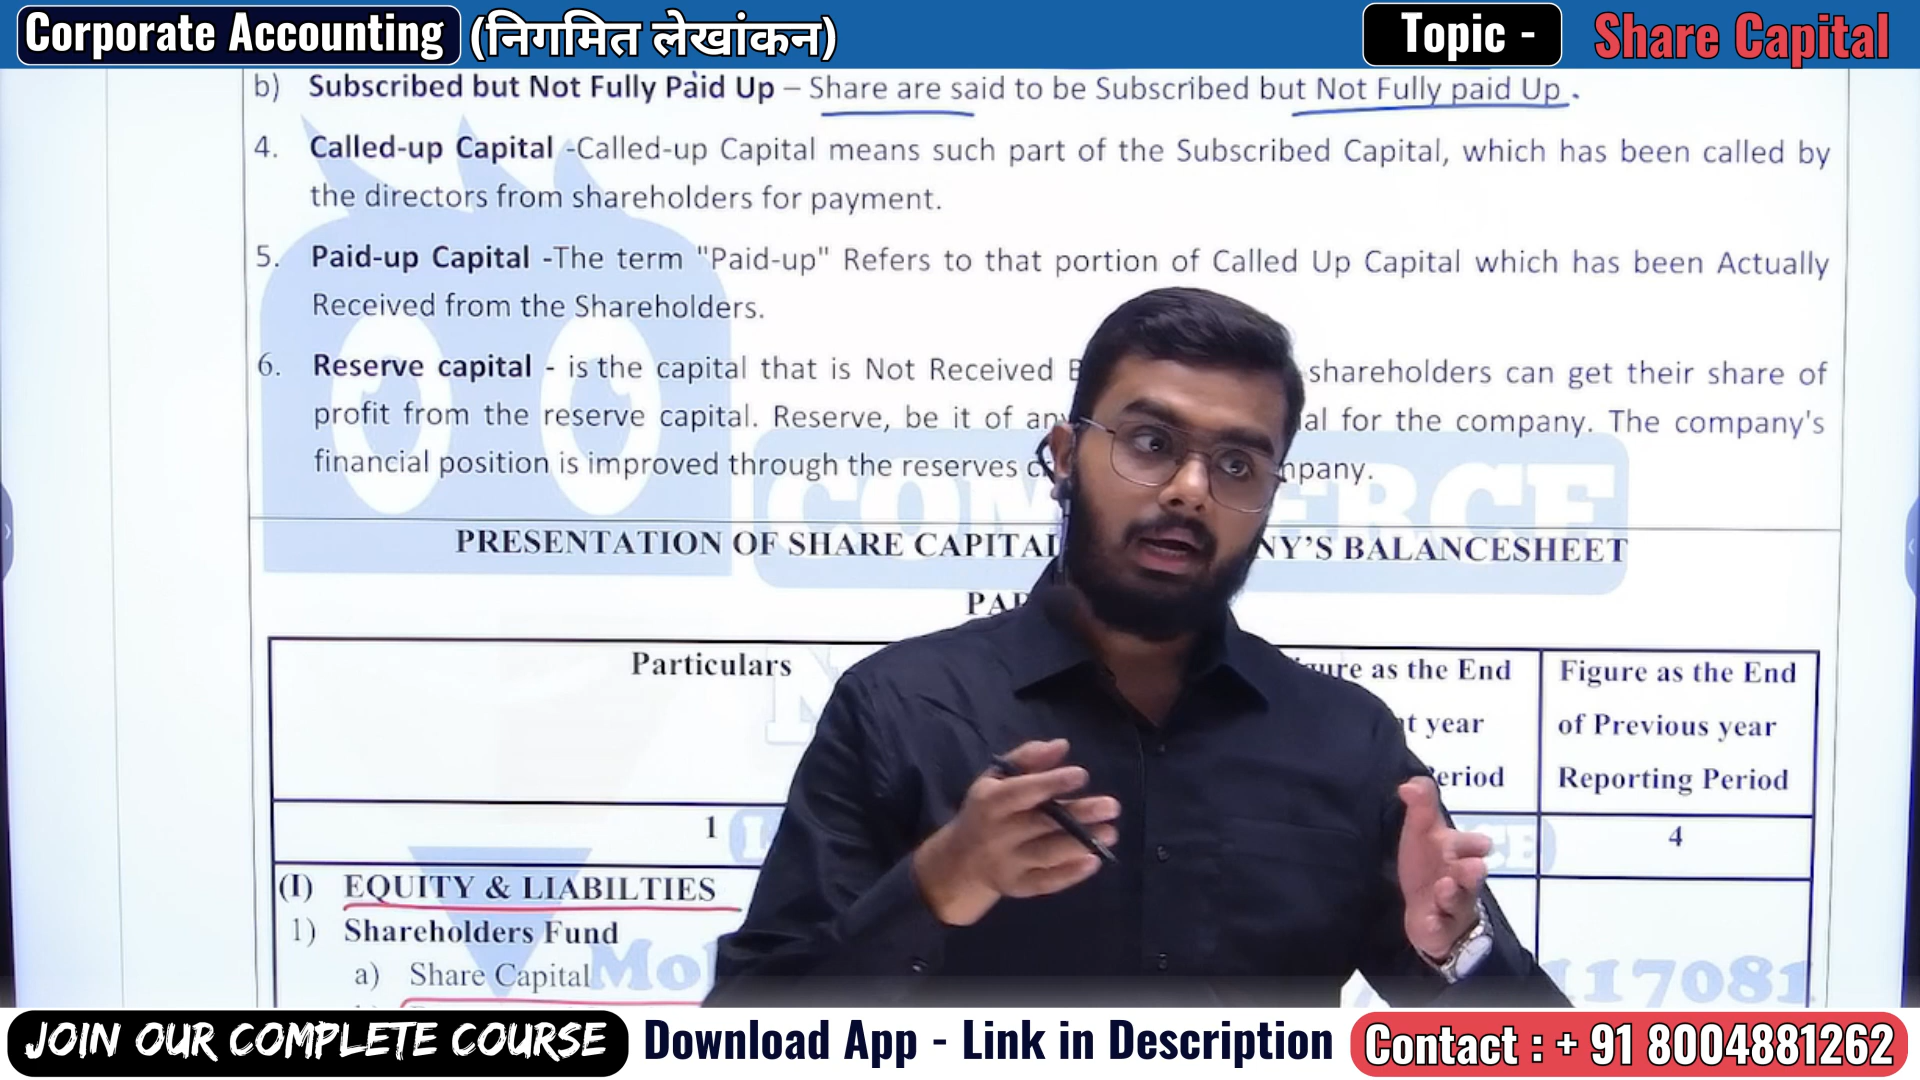 Corporate Accounting (निगमित लेखांकन) Topic - Share Capital
b) Subscribed but Not Fully Paid Up – Share are said to be Subscribed but Not Fully paid Up .
4. Called-up Capital -Called-up Capital means such part of the Subscribed Capital, which has been called by
the directors from shareholders for payment.
5. Paid-up Capital -The term "Paid-up" Refers to that portion of Called Up Capital which has been Actually
Received from the Shareholders.
6. Reserve capital - is the capital that is Not Received shareholders can get their share of
profit from the reserve capital. Reserve, be it of for the company. The company's
financial position is improved through the reserves
PRESENTATION OF SHARE CAPITAL BALANCESHEET
Particulars as the End Figure as the End
year of Previous year
Reporting Period
1 4
(I) EQUITY & LIABILTIES
1) Shareholders Fund
a) Share Capital
117081
JOIN OUR COMPLETE COURSE Download App - Link in Description Contact : + 91 8004881262